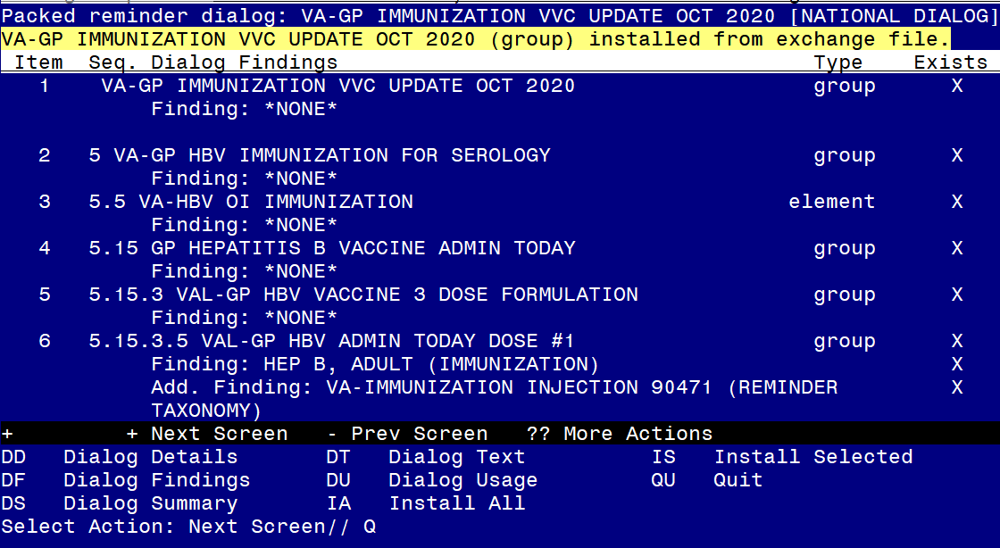 Packed reminder dialog: VA-GP IMMUNIZATION VVC UPDATE OCT 2020 [NATIONAL DIALOG]
VA-GP IMMUNIZATION VVC UPDATE OCT 2020 (group) installed from exchange file.
Item  Seq. Dialog Findings  Type  Exists
1  VA-GP IMMUNIZATION VVC UPDATE OCT 2020  group  X
Finding: *NONE*
2  5 VA-GP HBV IMMUNIZATION FOR SEROLOGY  group  X
Finding: *NONE*
3  5.5 VA-HBV OI IMMUNIZATION  element  X
Finding: *NONE*
4  5.15 GP HEPATITIS B VACCINE ADMIN TODAY  group  X
Finding: *NONE*
5  5.15.3 VAL-GP HBV VACCINE 3 DOSE FORMULATION  group  X
Finding: *NONE*
6  5.15.3.5 VAL-GP HBV ADMIN TODAY DOSE #1  group  X
Finding: HEP B, ADULT (IMMUNIZATION)  X
Add. Finding: VA-IMMUNIZATION INJECTION 90471 (REMINDER  X
TAXONOMY)
+  + Next Screen  - Prev Screen  ?? More Actions
DD  Dialog Details  DT  Dialog Text  IS  Install Selected
DF  Dialog Findings  DU  Dialog Usage  QU  Quit
DS  Dialog Summary  IA  Install All
Select Action: Next Screen// Q